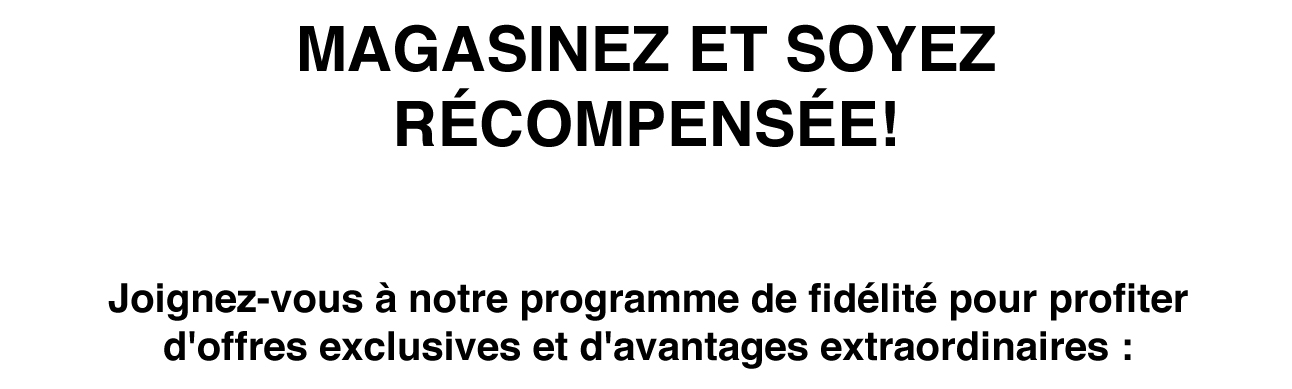 MAGASINEZ ET SOYEZ
RÉCOMPENSÉE!
Joignez-vous à notre programme de fidélité pour profiter
d'offres exclusives et d'avantages extraordinaires :